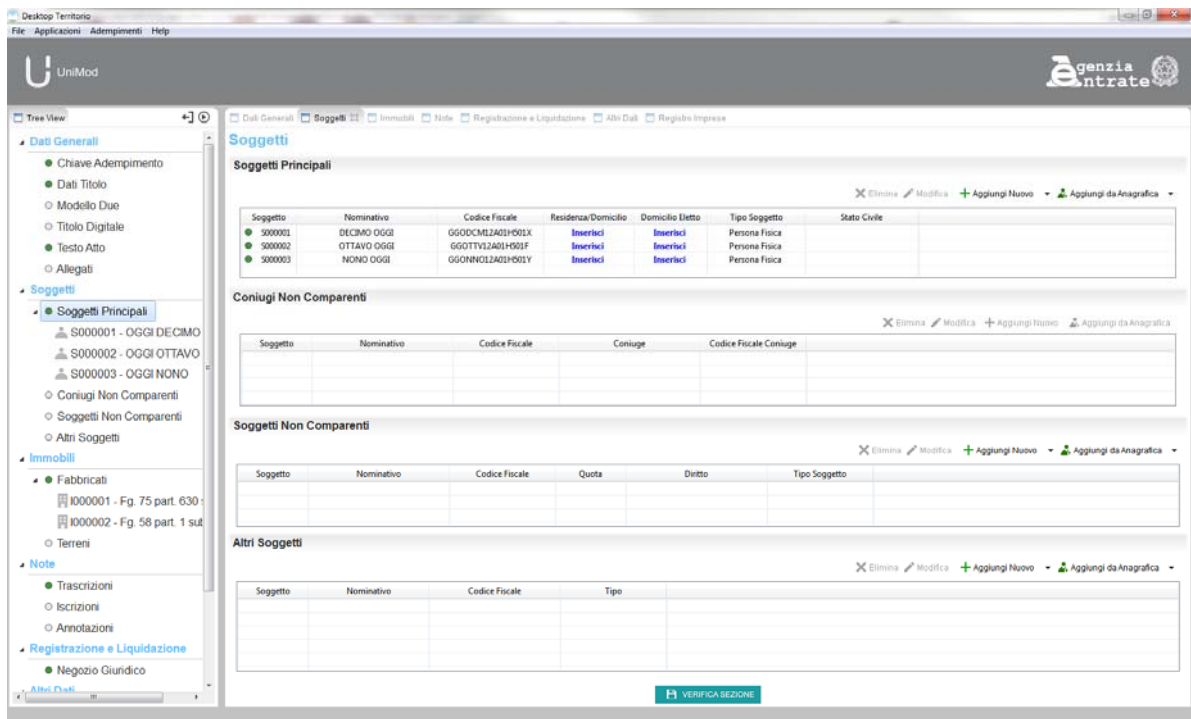 Desktop Territorio
File Applicazioni Adempimenti Help
UniMod
Agenzia
Entrate
Tree View
Dati Generali Soggetti Immobili Note Registrazione e Liquidazione Altri Dati Registro Imprese
Dati Generali
Chiave Adempimento
Dati Titolo
Modello Due
Titolo Digitale
Testo Atto
Allegati
Soggetti
Soggetti Principali
S000001 - OGGI DECIMO
S000002 - OGGI OTTAVO
S000003 - OGGI NONO
Coniugi Non Comparenti
Soggetti Non Comparenti
Altri Soggetti
Immobili
Fabbricati
I000001 - Fg. 75 part. 630 s
I000002 - Fg. 58 part. 1 sub
Terreni
Note
Trascrizioni
Iscrizioni
Annotazioni
Registrazione e Liquidazione
Negozio Giuridico
Altri Dati
Soggetti
Soggetti Principali
Elimina Modifica Aggiungi Nuovo Aggiungi da Anagrafica
Soggetto Nominativo Codice Fiscale Residenza/Domicilio Domicilio Eletto Tipo Soggetto Stato Civile
S000001 DECIMO OGGI GGODCM12A01H501X Inserisci Inserisci Persona Fisica
S000002 OTTAVO OGGI GGOTTV12A01H501F Inserisci Inserisci Persona Fisica
S000003 NONO OGGI GGONNO12A01H501Y Inserisci Inserisci Persona Fisica
Coniugi Non Comparenti
Elimina Modifica Aggiungi Nuovo Aggiungi da Anagrafica
Soggetto Nominativo Codice Fiscale Coniuge Codice Fiscale Coniuge
Soggetti Non Comparenti
Elimina Modifica Aggiungi Nuovo Aggiungi da Anagrafica
Soggetto Nominativo Codice Fiscale Quota Diritto Tipo Soggetto
Altri Soggetti
Elimina Modifica Aggiungi Nuovo Aggiungi da Anagrafica
Soggetto Nominativo Codice Fiscale Tipo
VERIFICA SEZIONE